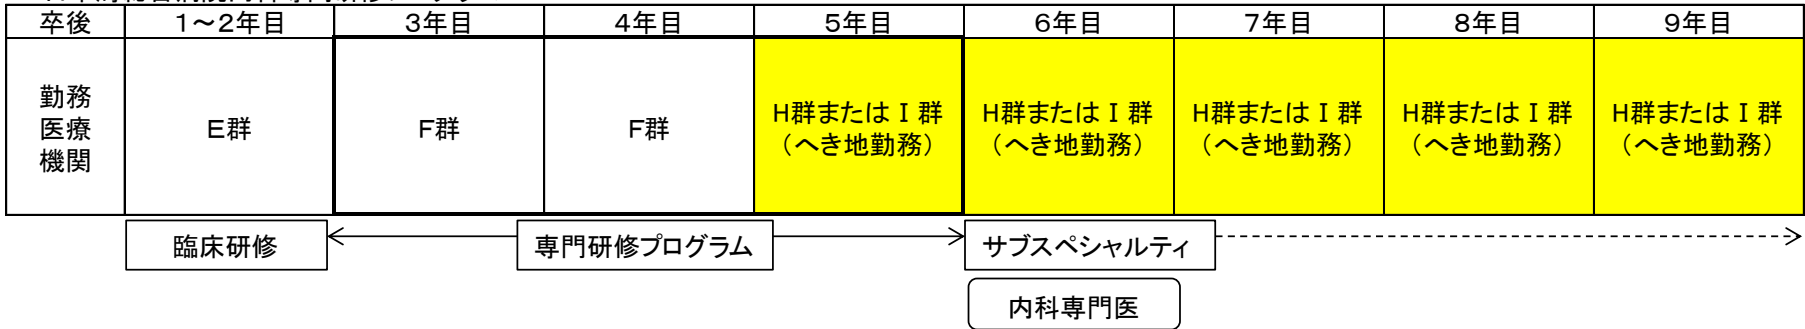 卒後 1~2年目 3年目 4年目 5年目 6年目 7年目 8年目 9年目
勤務
医療
機関
E群
F群
F群
H群またはⅠ群
(へき地勤務)
H群またはⅠ群
(へき地勤務)
H群またはⅠ群
(へき地勤務)
H群またはⅠ群
(へき地勤務)
H群またはⅠ群
(へき地勤務)
臨床研修
専門研修プログラム
サブスペシャルティ
内科専門医